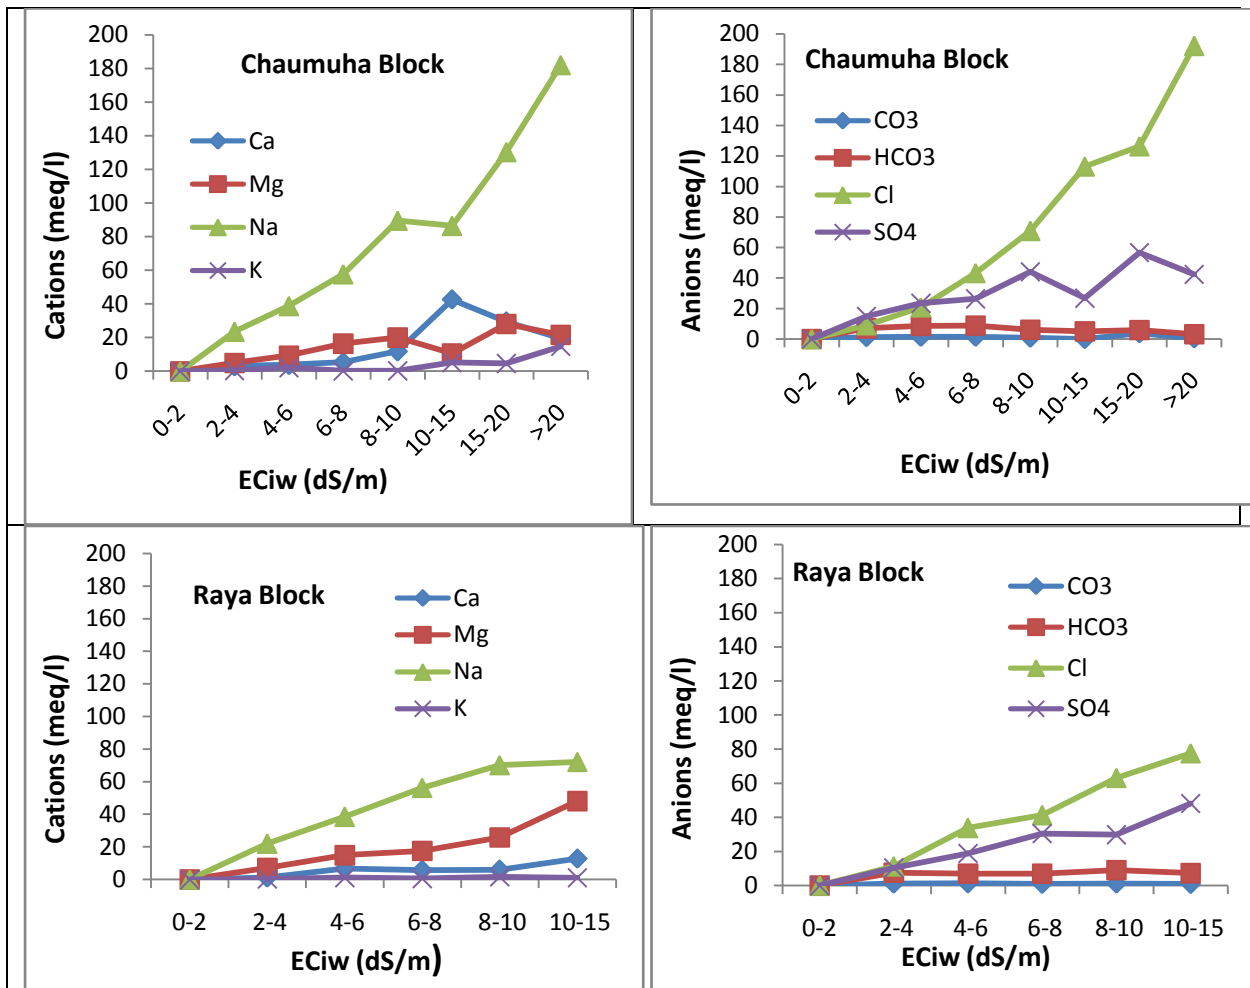 Chaumuha Block
Cations (meq/l)
200
180
160
140
120
100
80
60
40
20
0
Ca
Mg
Na
K
0-2
2-4
4-6
6-8
8-10
10-15
15-20
>20
ECiw (dS/m)
Chaumuha Block
Anions (meq/l)
200
180
160
140
120
100
80
60
40
20
0
CO3
HCO3
Cl
SO4
0-2
2-4
4-6
6-8
8-10
10-15
15-20
>20
ECiw (dS/m)
Raya Block
Cations (meq/l)
200
180
160
140
120
100
80
60
40
20
0
Ca
Mg
Na
K
0-2
2-4
4-6
6-8
8-10
10-15
ECiw (dS/m)
Raya Block
Anions (meq/l)
200
180
160
140
120
100
80
60
40
20
0
CO3
HCO3
Cl
SO4
0-2
2-4
4-6
6-8
8-10
10-15
ECiw (dS/m)